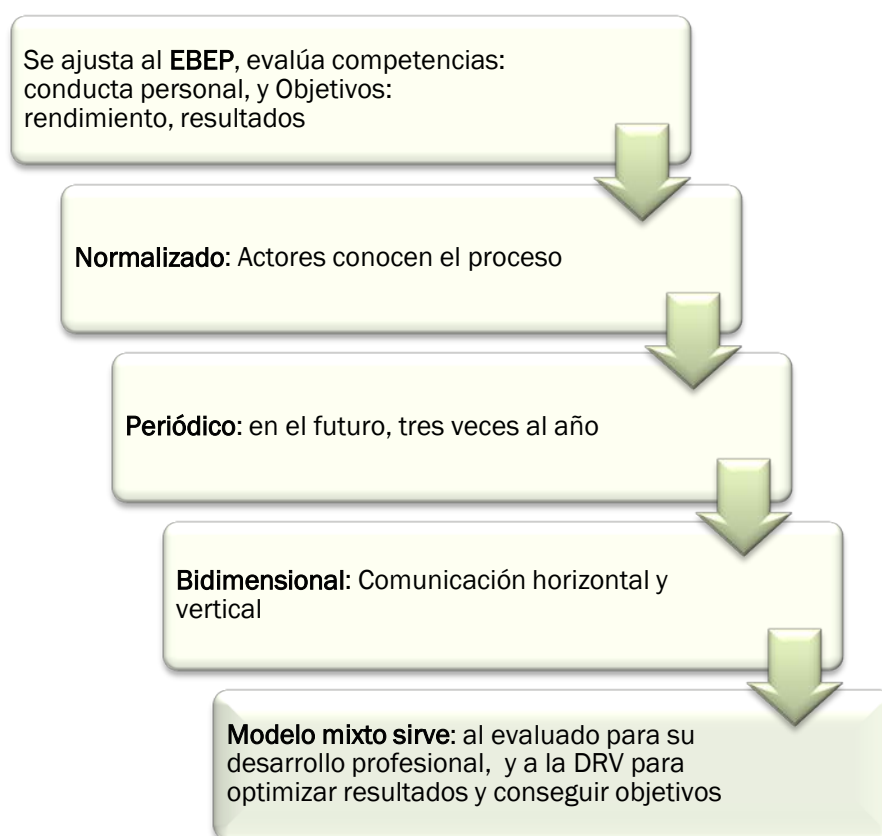 Se ajusta al EBEP, evalúa competencias:
conducta personal, y Objetivos:
rendimiento, resultados
Normalizado: Actores conocen el proceso
Periódico: en el futuro, tres veces al año
Bidimensional: Comunicación horizontal y
vertical
Modelo mixto sirve: al evaluado para su
desarrollo profesional, y a la DRV para
optimizar resultados y conseguir objetivos